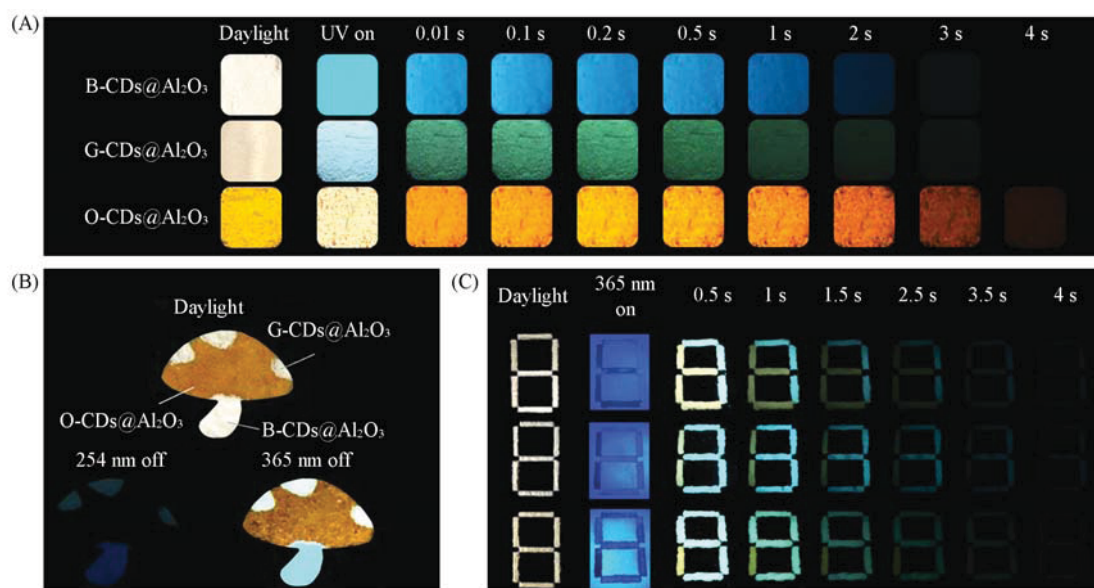 (A)
Daylight UV on 0.01 s 0.1 s 0.2 s 0.5 s 1 s 2 s 3 s 4 s
B-CDs@Al₂O₃
G-CDs@Al₂O₃
O-CDs@Al₂O₃
(B)
Daylight
G-CDs@Al₂O₃
O-CDs@Al₂O₃
B-CDs@Al₂O₃
254 nm off 365 nm off
(C)
Daylight 365 nm on 0.5 s 1 s 1.5 s 2.5 s 3.5 s 4 s